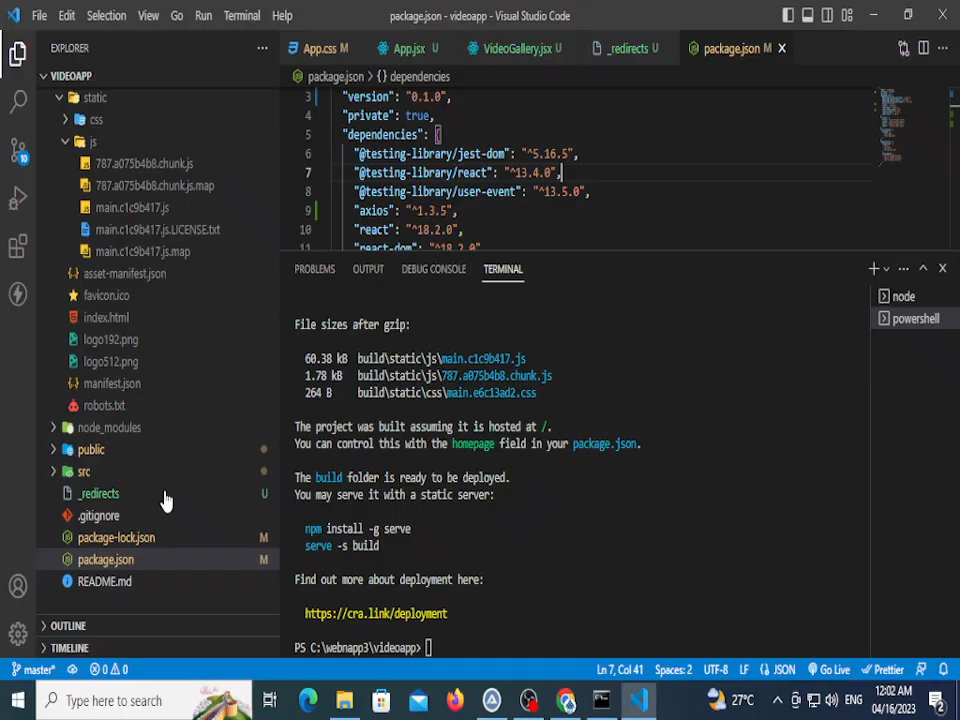 File Edit Selection View Go Run Terminal Help
package.json - videoapp - Visual Studio Code
EXPLORER
App.css M
App.jsx U
VideoGallery.jsx U
_redirects U
package.json M
VIDEOAPP
package.json > {} dependencies
static
css
js
787.a075b4b8.chunk.js
787.a075b4b8.chunk.js.map
main.c1c9b417.js
main.c1c9b417.js.LICENSE.txt
main.c1c9b417.js.map
asset-manifest.json
favicon.ico
index.html
logo192.png
logo512.png
manifest.json
robots.txt
node_modules
public
src
_redirects U
.gitignore
package-lock.json M
package.json M
README.md
OUTLINE
TIMELINE
10
3 "version": "0.1.0",
4 "private": true,
5 "dependencies": {
6 "@testing-library/jest-dom": "^5.16.5",
7 "@testing-library/react": "^13.4.0",
8 "@testing-library/user-event": "^13.5.0",
9 "axios": "^1.3.5",
10 "react": "^18.2.0",
11 "react-dom": "^18.2.0"
PROBLEMS OUTPUT DEBUG CONSOLE TERMINAL
node
powershell
File sizes after gzip:
60.38 kB build\static\js\main.c1c9b417.js
1.78 kB build\static\js\787.a075b4b8.chunk.js
264 B build\static\css\main.e6c13ad2.css
The project was built assuming it is hosted at /.
You can control this with the homepage field in your package.json.
The build folder is ready to be deployed.
You may serve it with a static server:
npm install -g serve
serve -s build
Find out more about deployment here:
https://cra.link/deployment
PS C:\webnapp3\videoapp>
master* 0 0 Ln 7, Col 41 Spaces: 2 UTF-8 LF {} JSON Go Live Prettier
Type here to search
27°C
ENG
12:02 AM
04/16/2023
2